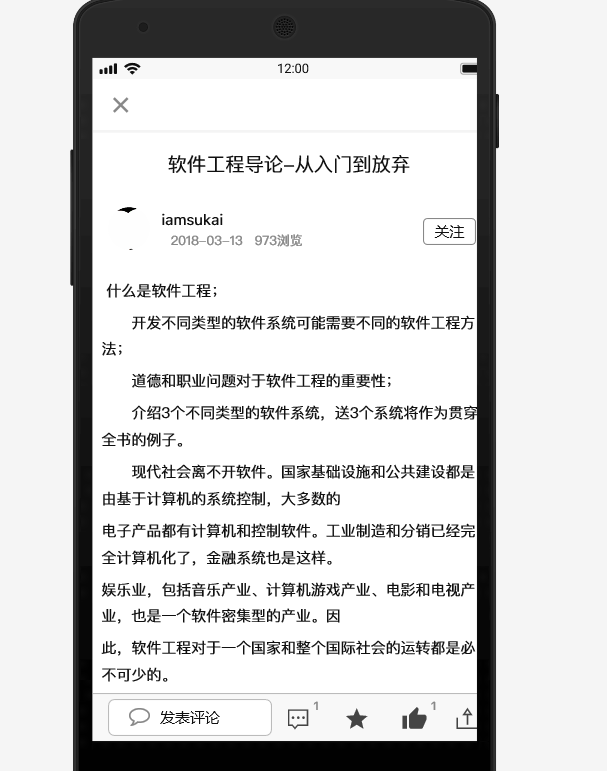 12:00
软件工程导论-从入门到放弃
iamsukai
2018-03-13 973浏览
关注
什么是软件工程；
开发不同类型的软件系统可能需要不同的软件工程方
法；
道德和职业问题对于软件工程的重要性；
介绍3个不同类型的软件系统，送3个系统将作为贯穿
全书的例子。
现代社会离不开软件。国家基础设施和公共建设都是
由基于计算机的系统控制，大多数的
电子产品都有计算机和控制软件。工业制造和分销已经完
全计算机化了，金融系统也是这样。
娱乐业，包括音乐产业、计算机游戏产业、电影和电视产
业，也是一个软件密集型的产业。因
此，软件工程对于一个国家和整个国际社会的运转都是必
不可少的。
发表评论 1 1